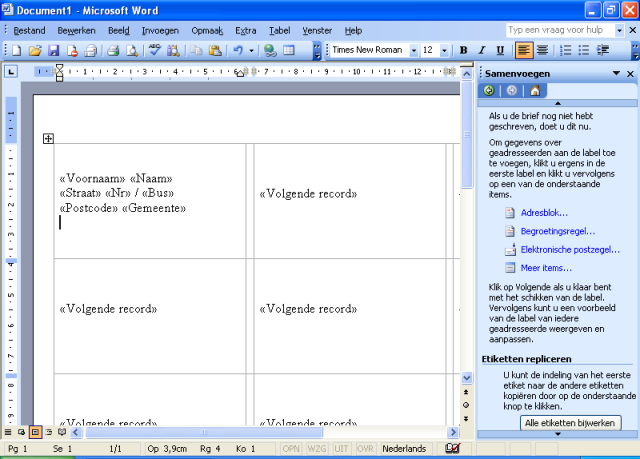 Document1 - Microsoft Word
Bestand Bewerken Beeld Invoegen Opmaak Extra Tabel Venster Help Typ een vraag voor hulp
Times New Roman 12 B I U
Samenvoegen
Als u de brief nog niet hebt
geschreven, doet u dit nu.
Om gegevens over
geadresseerden aan de label toe
te voegen, klikt u ergens in de
eerste label en klikt u vervolgens
op een van de onderstaande
items.
Adresblok...
Begroetingsregel...
Elektronische postzegel...
Meer items...
Klik op Volgende als u klaar bent
met het schikken van de label.
Vervolgens kunt u een voorbeeld
van de label van iedere
geadresseerde weergeven en
aanpassen.
Etiketten repliceren
U kunt de indeling van het eerste
etiket naar de andere etiketten
kopiëren door op de onderstaande
knop te klikken.
Alle etiketten bijwerken
«Voornaam» «Naam»
«Straat» «Nr» / «Bus»
«Postcode» «Gemeente»
«Volgende record»
«Volgende record»
«Volgende record»
«Volgende record»
«Volgende record»
Pg 1 Se 1 1/1 Op 3,9cm Rg 4 Ko 1 OPN WZG UIT OVR Nederlands